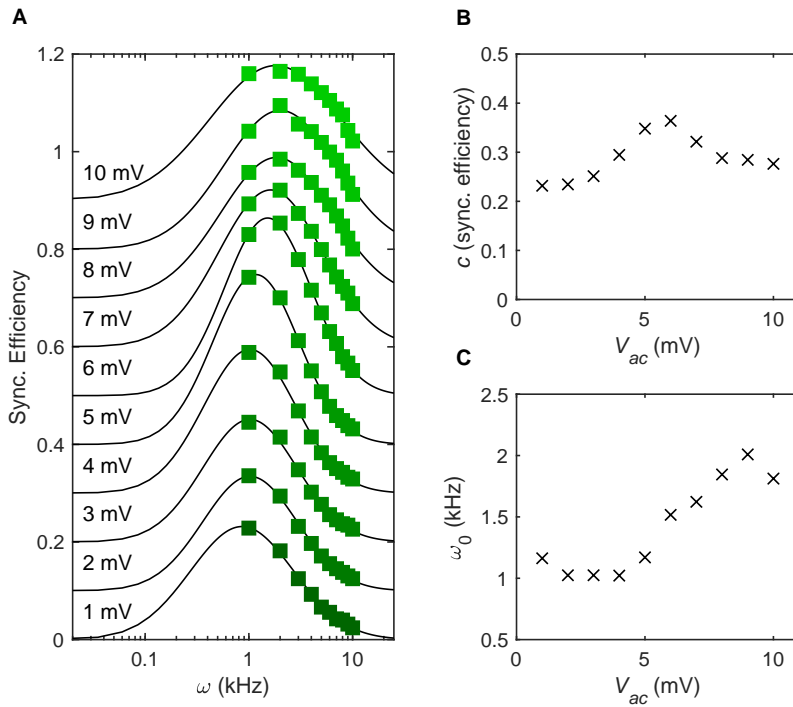 A
1.2
1
0.8
0.6
0.4
0.2
0
Sync. Efficiency
10 mV
9 mV
8 mV
7 mV
6 mV
5 mV
4 mV
3 mV
2 mV
1 mV
0.1
1
10
ω (kHz)
B
0.5
0.4
0.3
0.2
0.1
0
c (sync. efficiency)
0
5
10
V_ac (mV)
C
2.5
2
1.5
1
0.5
ω_0 (kHz)
0
5
10
V_ac (mV)